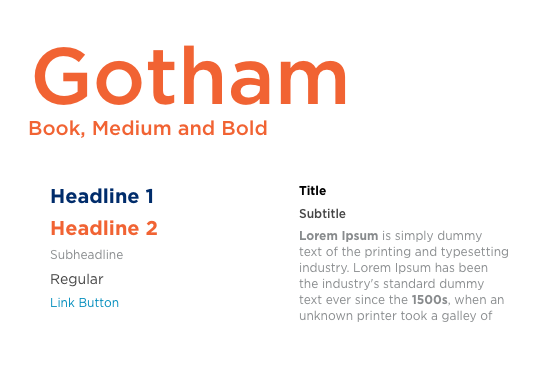 Gotham
Book, Medium and Bold
Headline 1
Headline 2
Subheadline
Regular
Link Button
Title
Subtitle
Lorem Ipsum is simply dummy
text of the printing and typesetting
industry. Lorem Ipsum has been
the industry's standard dummy
text ever since the 1500s, when an
unknown printer took a galley of